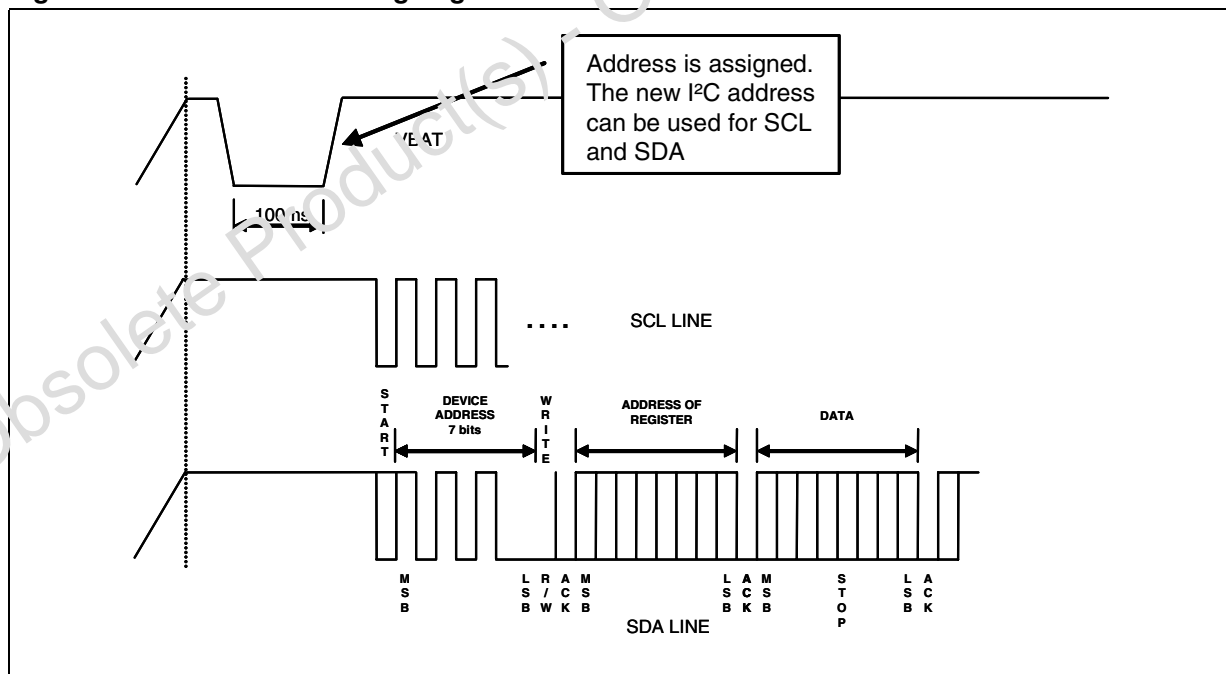 Address is assigned.
The new I²C address
can be used for SCL
and SDA
VBAT
Obsolete Product(s) -
.... SCL LINE
START
DEVICE
ADDRESS
7 bits
WRITE
ADDRESS OF
REGISTER
DATA
MSB
LSB
R/W
ACK
MSB
LSB
ACK
MSB
STOP
LSB
ACK
SDA LINE